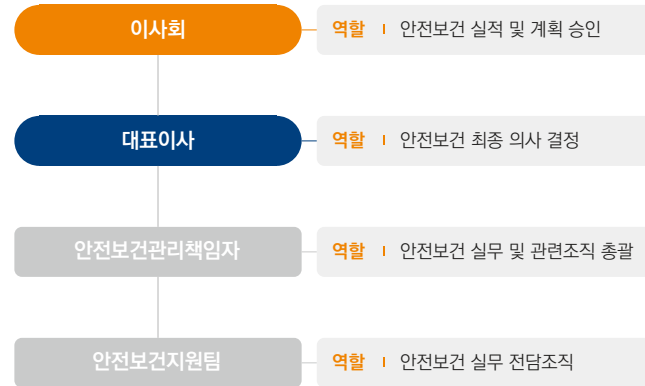 이사회
역할 | 안전보건 실적 및 계획 승인
대표이사
역할 | 안전보건 최종 의사 결정
안전보건관리책임자
역할 | 안전보건 실무 및 관련조직 총괄
안전보건지원팀
역할 | 안전보건 실무 전담조직